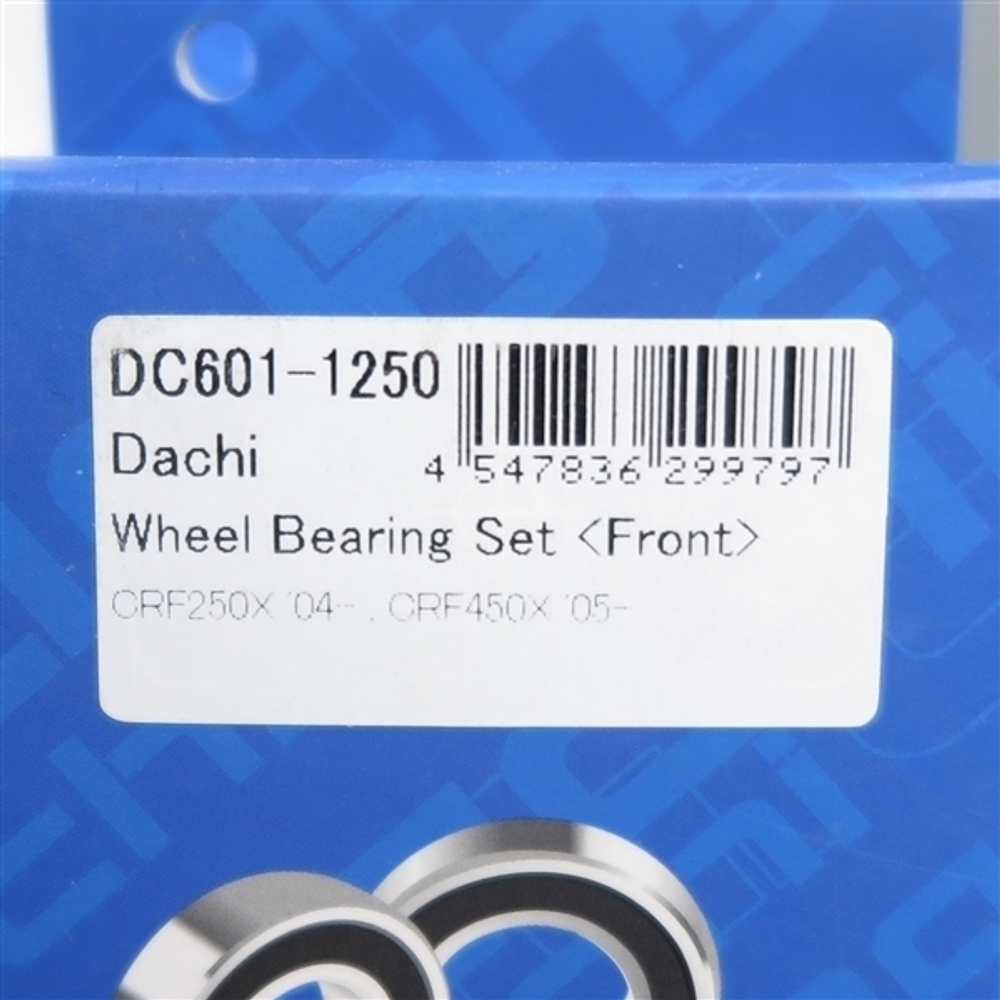 DC601-1250
Dachi
4 547836 299797
Wheel Bearing Set <Front>
CRF250X '04- , CRF450X '05-